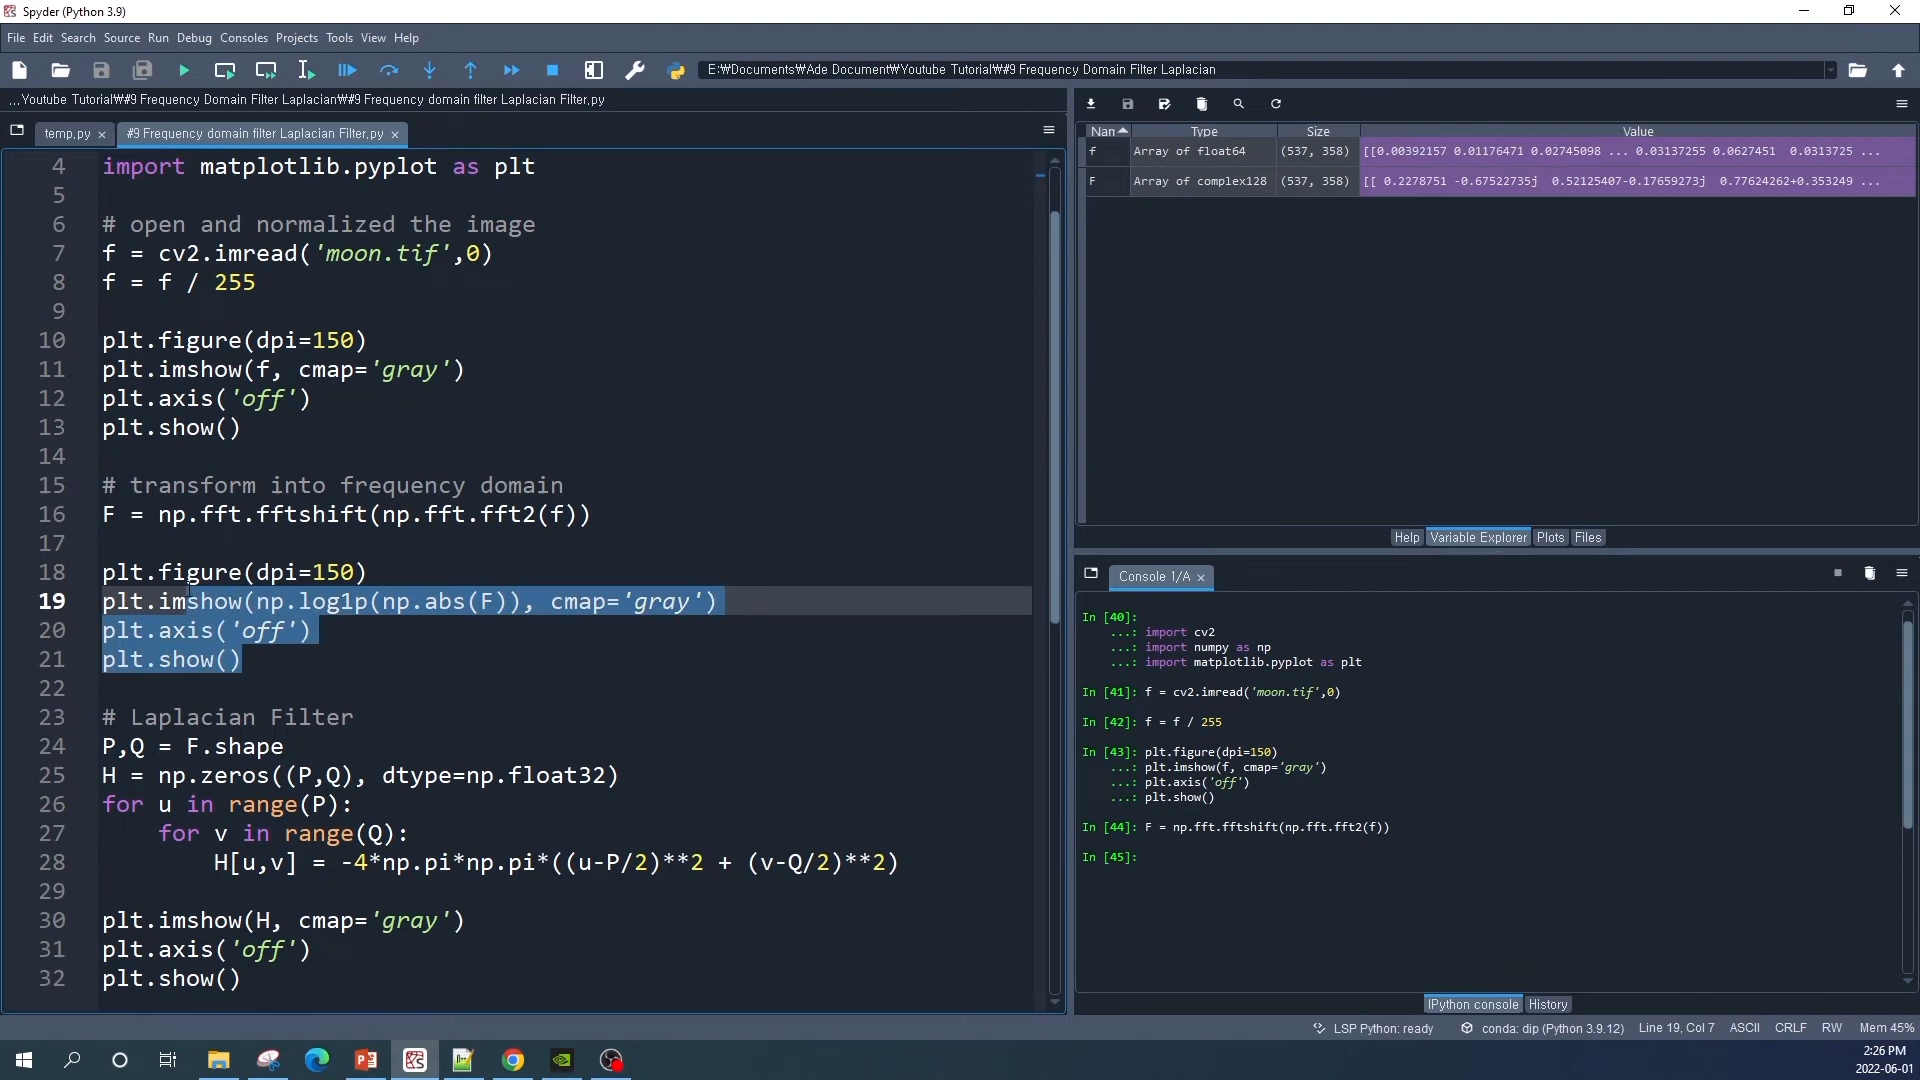 Spyder (Python 3.9)
File Edit Search Source Run Debug Consoles Projects Tools View Help
E:₩Documents₩Ade Document₩Youtube Tutorial₩#9 Frequency Domain Filter Laplacian
...Youtube Tutorial₩#9 Frequency Domain Filter Laplacian₩#9 Frequency domain filter Laplacian Filter.py
temp.py
#9 Frequency domain filter Laplacian Filter.py
4 import matplotlib.pyplot as plt
5
6 # open and normalized the image
7 f = cv2.imread('moon.tif',0)
8 f = f / 255
9
10 plt.figure(dpi=150)
11 plt.imshow(f, cmap='gray')
12 plt.axis('off')
13 plt.show()
14
15 # transform into frequency domain
16 F = np.fft.fftshift(np.fft.fft2(f))
17
18 plt.figure(dpi=150)
19 plt.imshow(np.log1p(np.abs(F)), cmap='gray')
20 plt.axis('off')
21 plt.show()
22
23 # Laplacian Filter
24 P,Q = F.shape
25 H = np.zeros((P,Q), dtype=np.float32)
26 for u in range(P):
27     for v in range(Q):
28         H[u,v] = -4*np.pi*np.pi*((u-P/2)**2 + (v-Q/2)**2)
29
30 plt.imshow(H, cmap='gray')
31 plt.axis('off')
32 plt.show()
Nan Type Size Value
f Array of float64 (537, 358) [[0.00392157 0.01176471 0.02745098 ... 0.03137255 0.0627451 0.0313725 ...
F Array of complex128 (537, 358) [[ 0.2278751 -0.67522735j 0.52125407-0.17659273j 0.77624262+0.353249 ...
Help Variable Explorer Plots Files
Console 1/A
In [40]:
...: import cv2
...: import numpy as np
...: import matplotlib.pyplot as plt
In [41]: f = cv2.imread('moon.tif',0)
In [42]: f = f / 255
In [43]: plt.figure(dpi=150)
...: plt.imshow(f, cmap='gray')
...: plt.axis('off')
...: plt.show()
In [44]: F = np.fft.fftshift(np.fft.fft2(f))
In [45]:
IPython console History
LSP Python: ready conda: dip (Python 3.9.12) Line 19, Col 7 ASCII CRLF RW Mem 45%
2:26 PM
2022-06-01